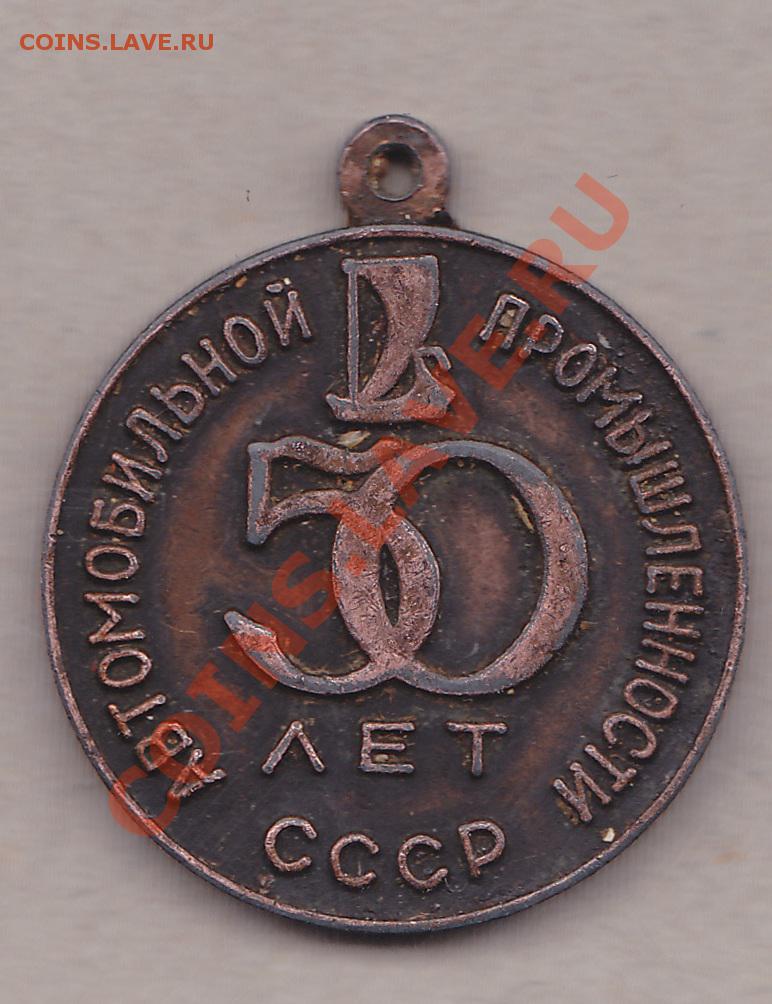 COINS.LAVE.RU
АВТОМОБИЛЬНОЙ ПРОМЫШЛЕННОСТИ
50
ЛЕТ
СССР
COINS.LAVE.RU